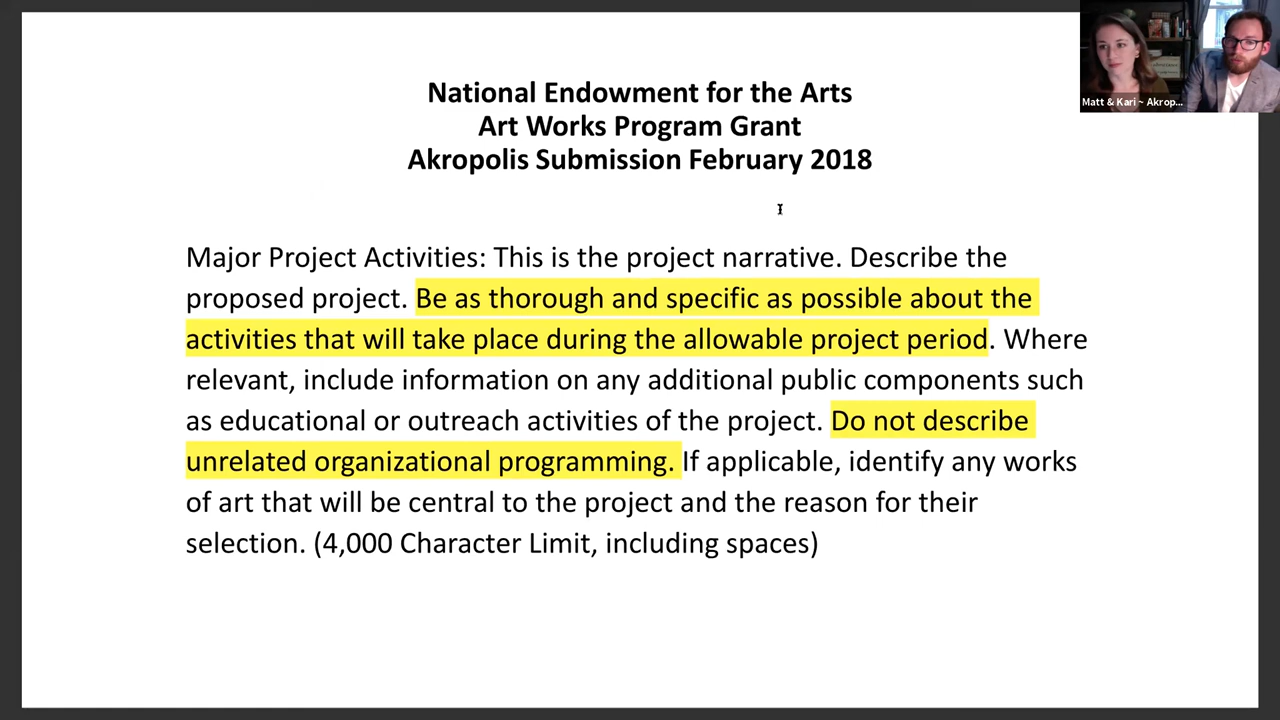 National Endowment for the Arts
Art Works Program Grant
Akropolis Submission February 2018
Matt & Kari ~ Akrop...
Major Project Activities: This is the project narrative. Describe the
proposed project. Be as thorough and specific as possible about the
activities that will take place during the allowable project period. Where
relevant, include information on any additional public components such
as educational or outreach activities of the project. Do not describe
unrelated organizational programming. If applicable, identify any works
of art that will be central to the project and the reason for their
selection. (4,000 Character Limit, including spaces)